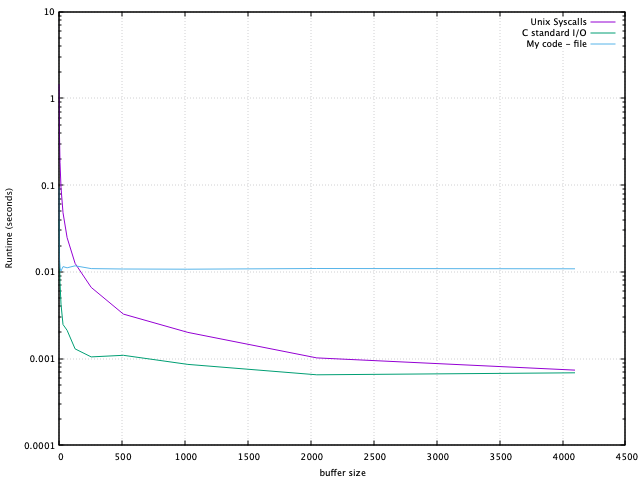 10
Unix Syscalls
C standard I/O
My code - file
1
0.1
Runtime (seconds)
0.01
0.001
0.0001
0 500 1000 1500 2000 2500 3000 3500 4000 4500
buffer size